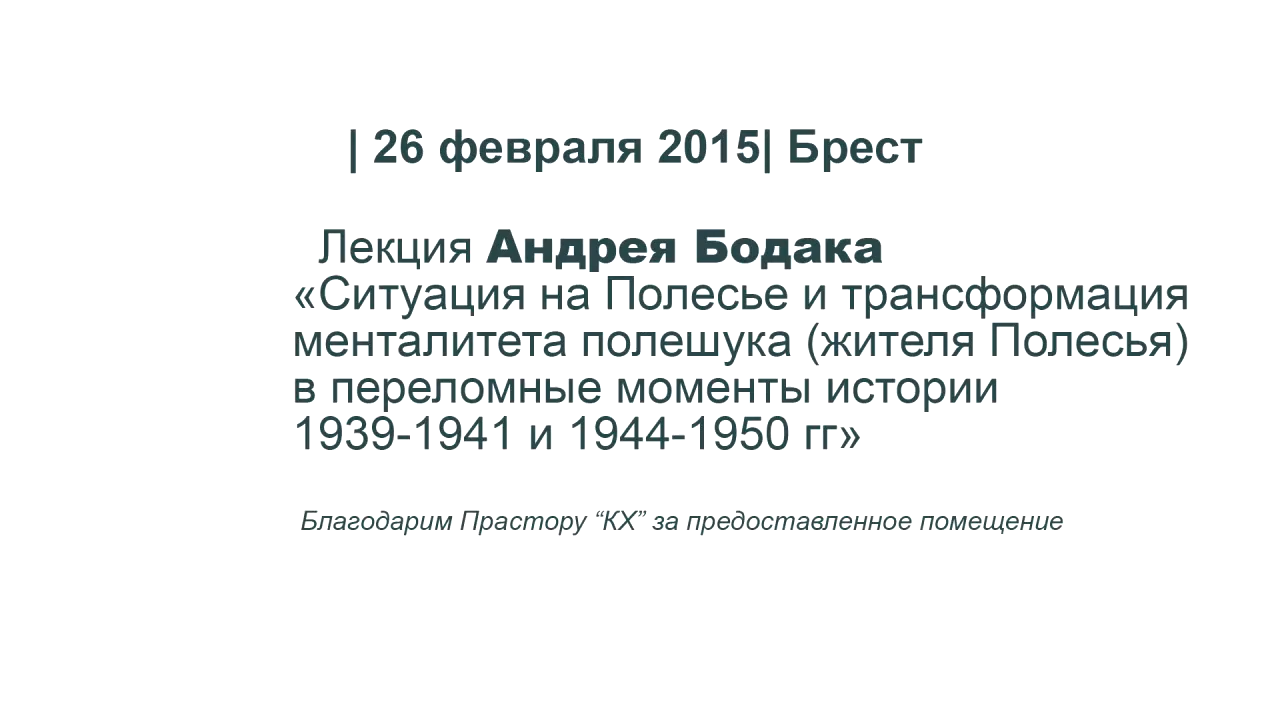 | 26 февраля 2015| Брест
Лекция Андрея Бодака
«Ситуация на Полесье и трансформация
менталитета полешука (жителя Полесья)
в переломные моменты истории
1939-1941 и 1944-1950 гг»
Благодарим Прастору “КХ” за предоставленное помещение